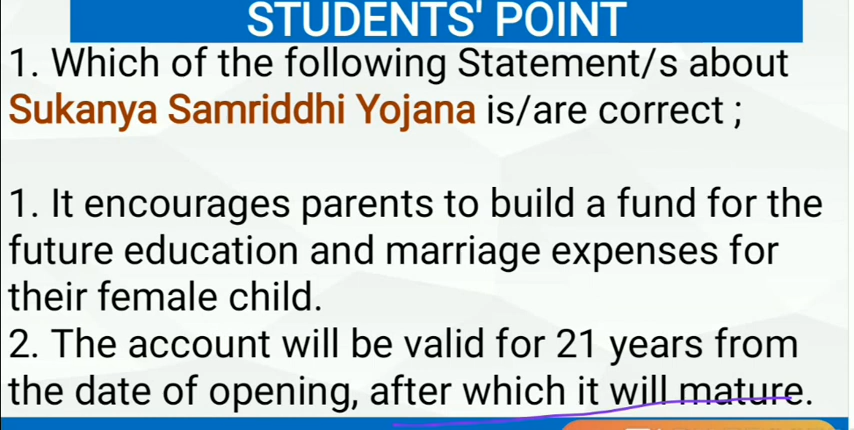 STUDENTS' POINT
1. Which of the following Statement/s about
Sukanya Samriddhi Yojana is/are correct ;
1. It encourages parents to build a fund for the
future education and marriage expenses for
their female child.
2. The account will be valid for 21 years from
the date of opening, after which it will mature.